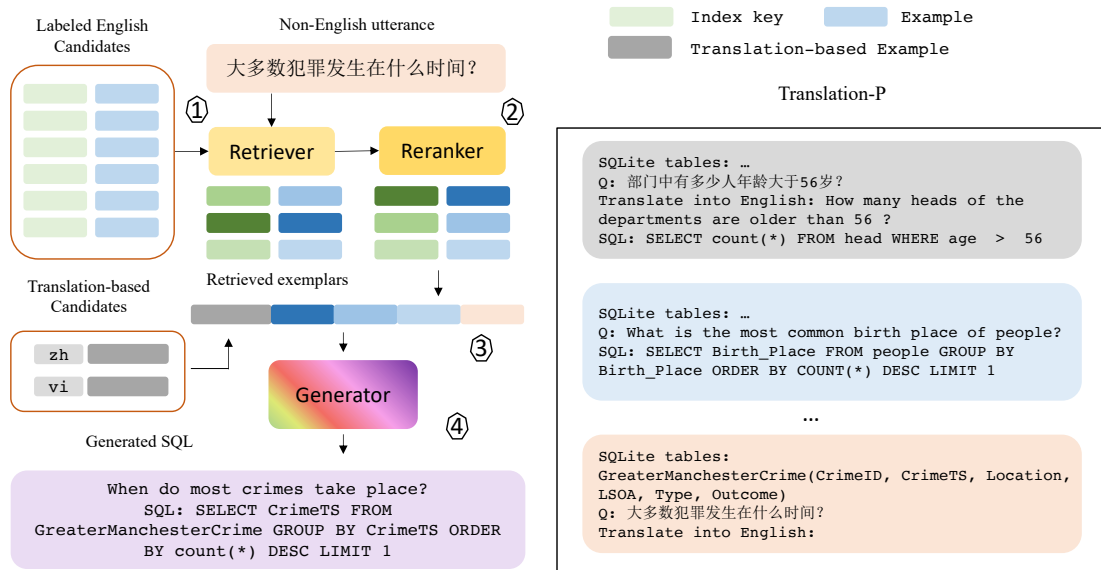 Labeled English
Candidates
Non-English utterance
大多数犯罪发生在什么时间？
①
②
Retriever
Reranker
Retrieved exemplars
Translation-based
Candidates
zh
vi
③
Generator
④
Generated SQL
When do most crimes take place?
SQL: SELECT CrimeTS FROM
GreaterManchesterCrime GROUP BY CrimeTS ORDER
BY count(*) DESC LIMIT 1
Index key
Example
Translation-based Example
Translation-P
SQLite tables: …
Q: 部门中有多少人年龄大于56岁？
Translate into English: How many heads of the
departments are older than 56 ?
SQL: SELECT count(*) FROM head WHERE age > 56
SQLite tables: …
Q: What is the most common birth place of people?
SQL: SELECT Birth_Place FROM people GROUP BY
Birth_Place ORDER BY COUNT(*) DESC LIMIT 1
…
SQLite tables:
GreaterManchesterCrime(CrimeID, CrimeTS, Location,
LSOA, Type, Outcome)
Q: 大多数犯罪发生在什么时间？
Translate into English: